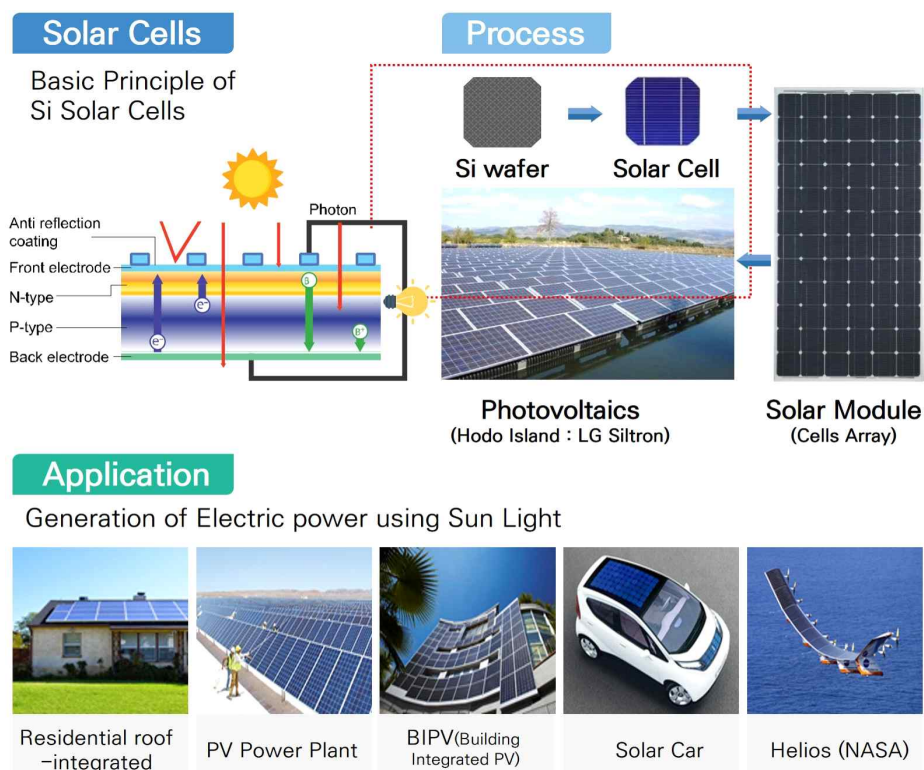 Solar Cells
Basic Principle of
Si Solar Cells
Photon
Anti reflection
coating
Front electrode
N-type
P-type
Back electrode
e⁻
e⁻
Process
Si wafer
Solar Cell
Photovoltaics
(Hodo Island : LG Siltron)
Solar Module
(Cells Array)
Application
Generation of Electric power using Sun Light
Residential roof
-integrated
PV Power Plant
BIPV(Building
Integrated PV)
Solar Car
Helios (NASA)